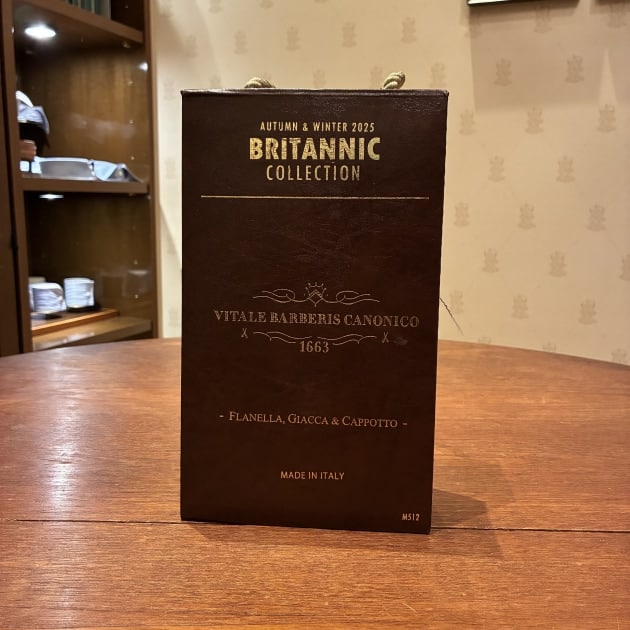 AUTUMN & WINTER 2025
BRITANNIC
COLLECTION
VITALE BARBERIS CANONICO
1663
- FLANELLA, GIACCA & CAPPOTTO -
MADE IN ITALY
M512